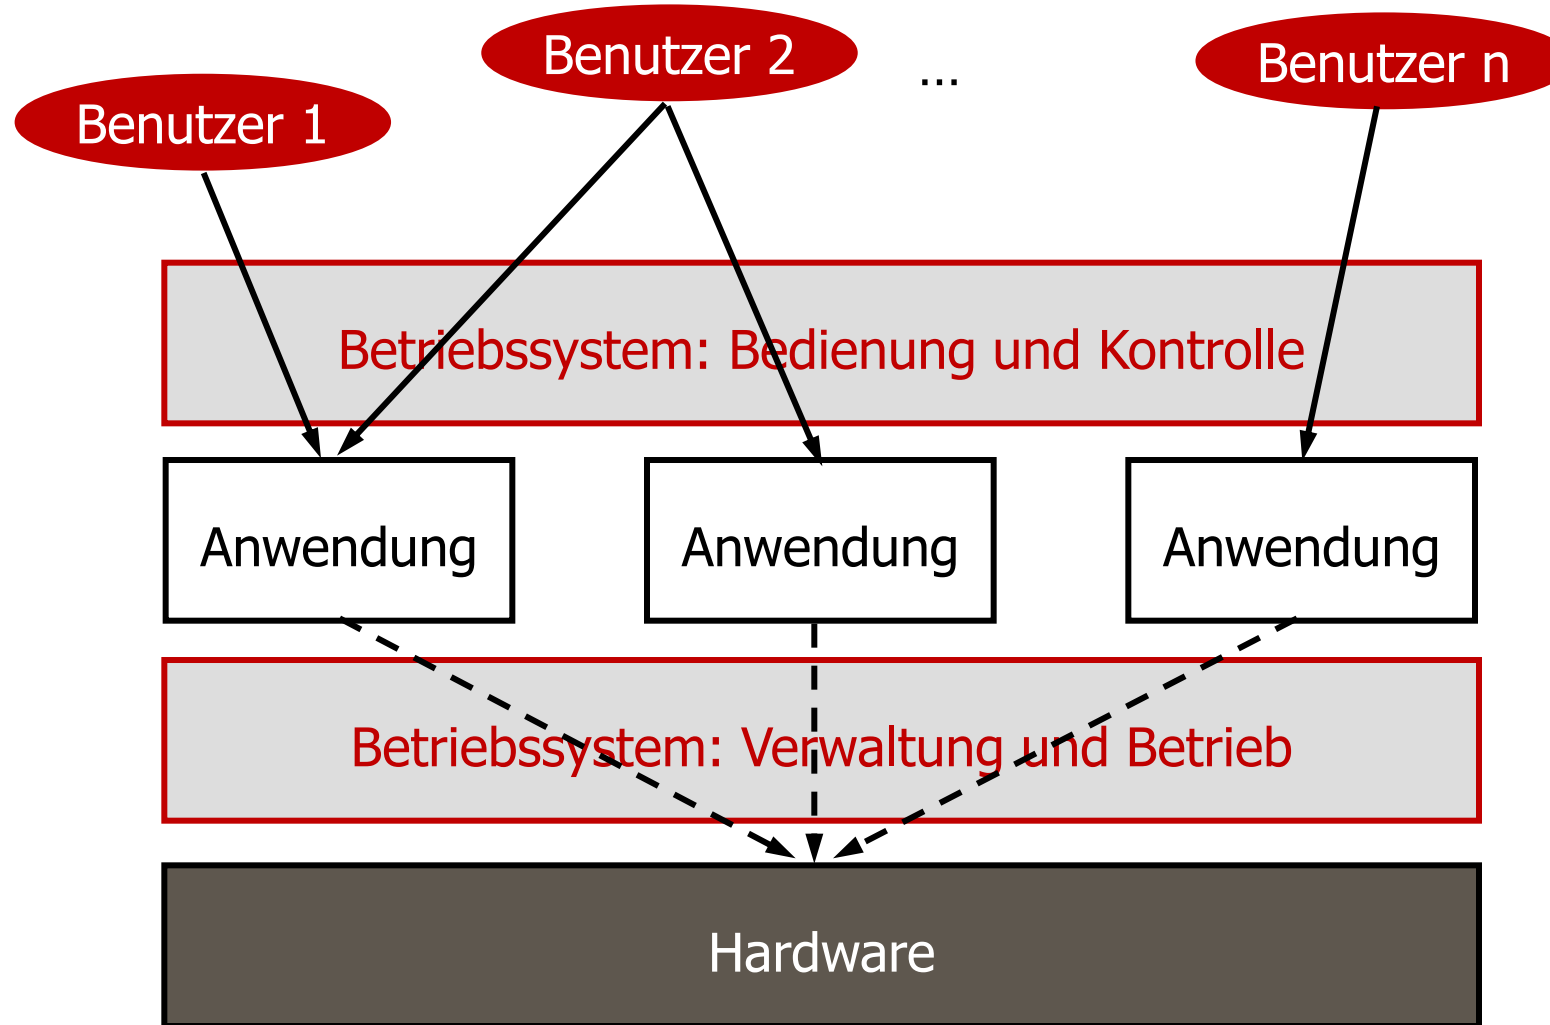 Benutzer 1
Benutzer 2
...
Benutzer n
Betriebssystem: Bedienung und Kontrolle
Anwendung
Anwendung
Anwendung
Betriebssystem: Verwaltung und Betrieb
Hardware